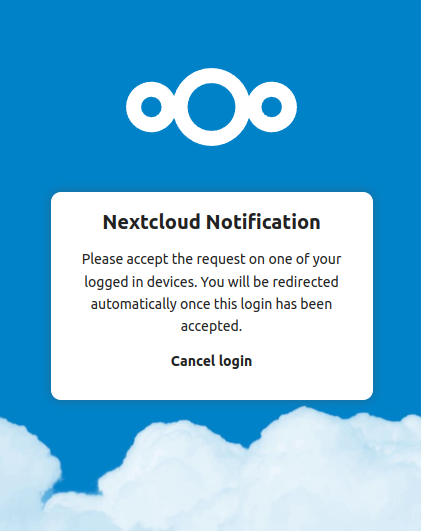 Nextcloud Notification
Please accept the request on one of your
logged in devices. You will be redirected
automatically once this login has been
accepted.
Cancel login